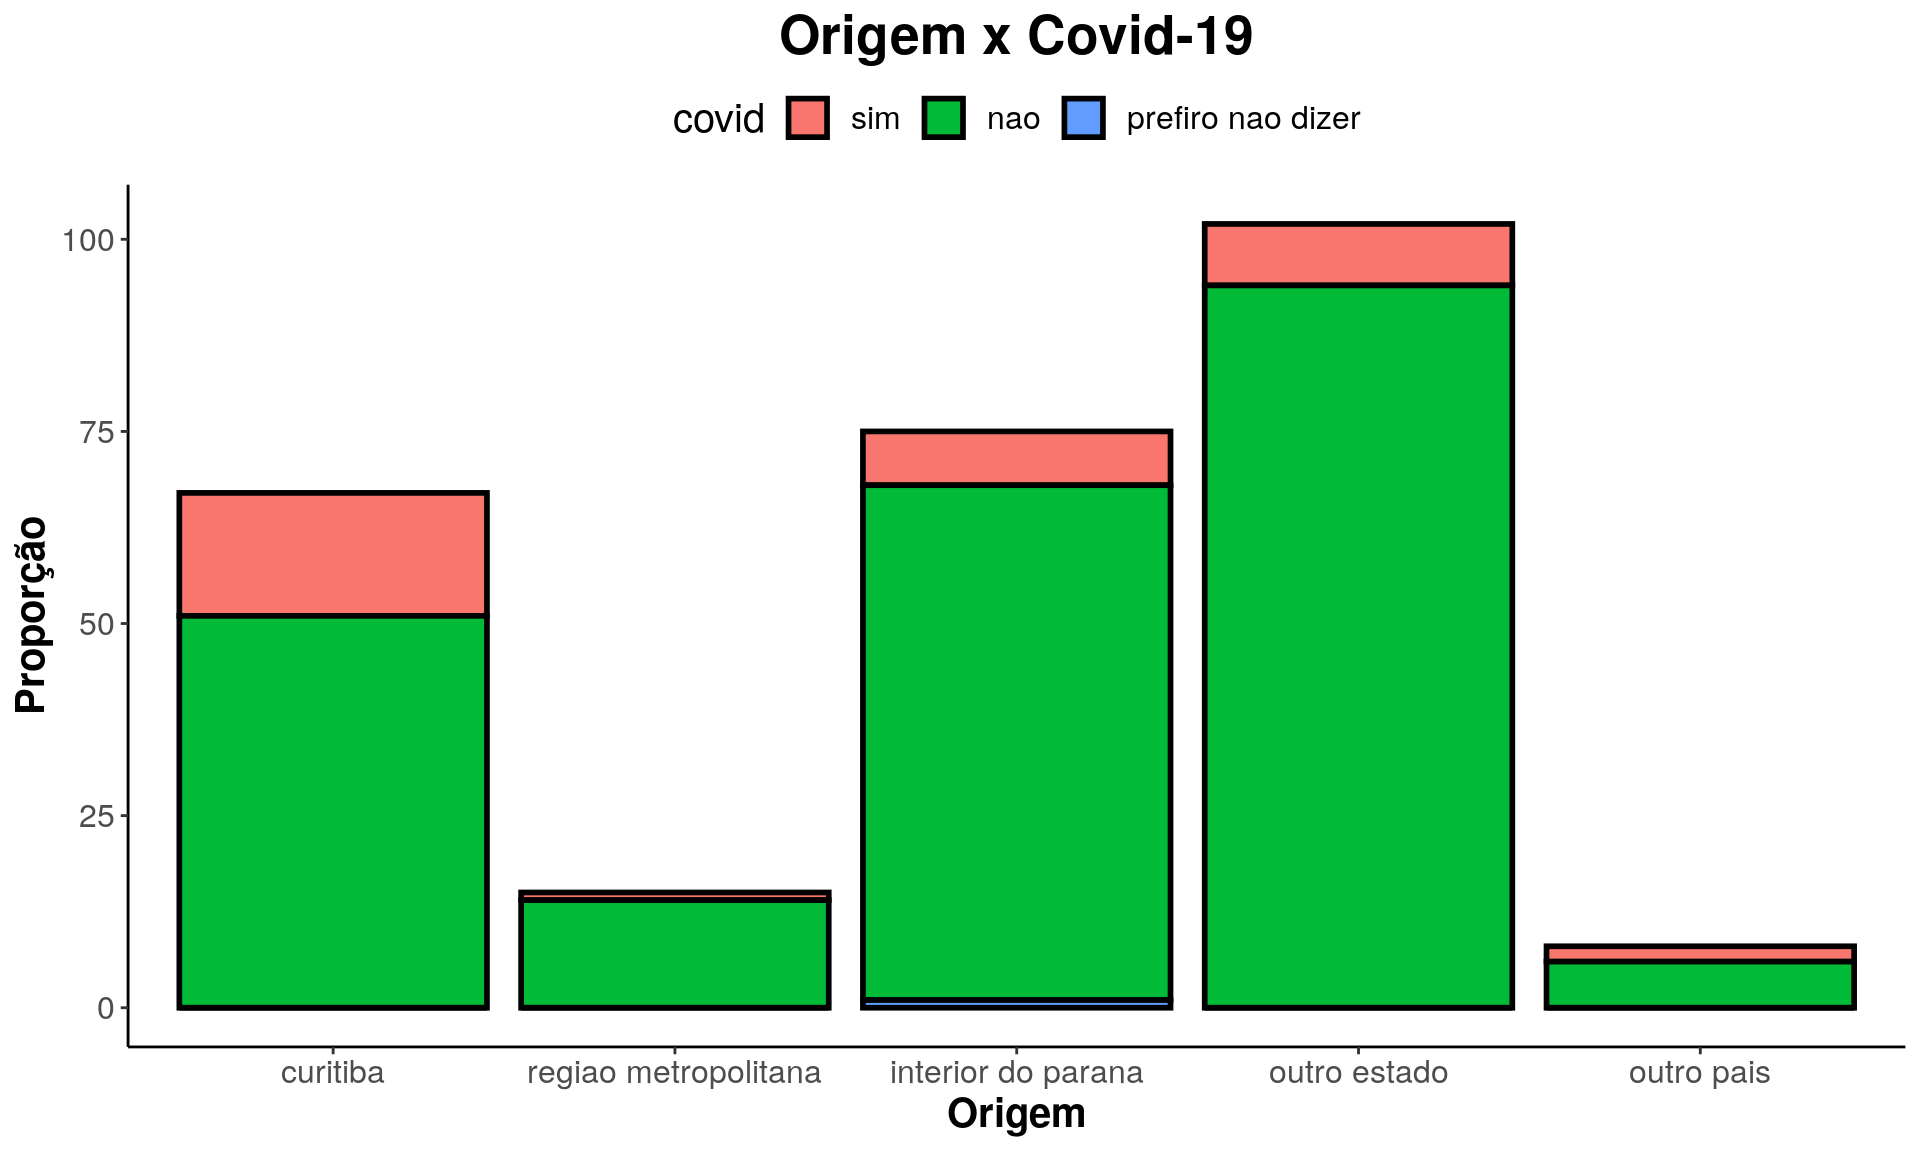 Origem x Covid-19
covid sim nao prefiro nao dizer
Proporção
100
75
50
25
0
curitiba regiao metropolitana interior do parana outro estado outro pais
Origem